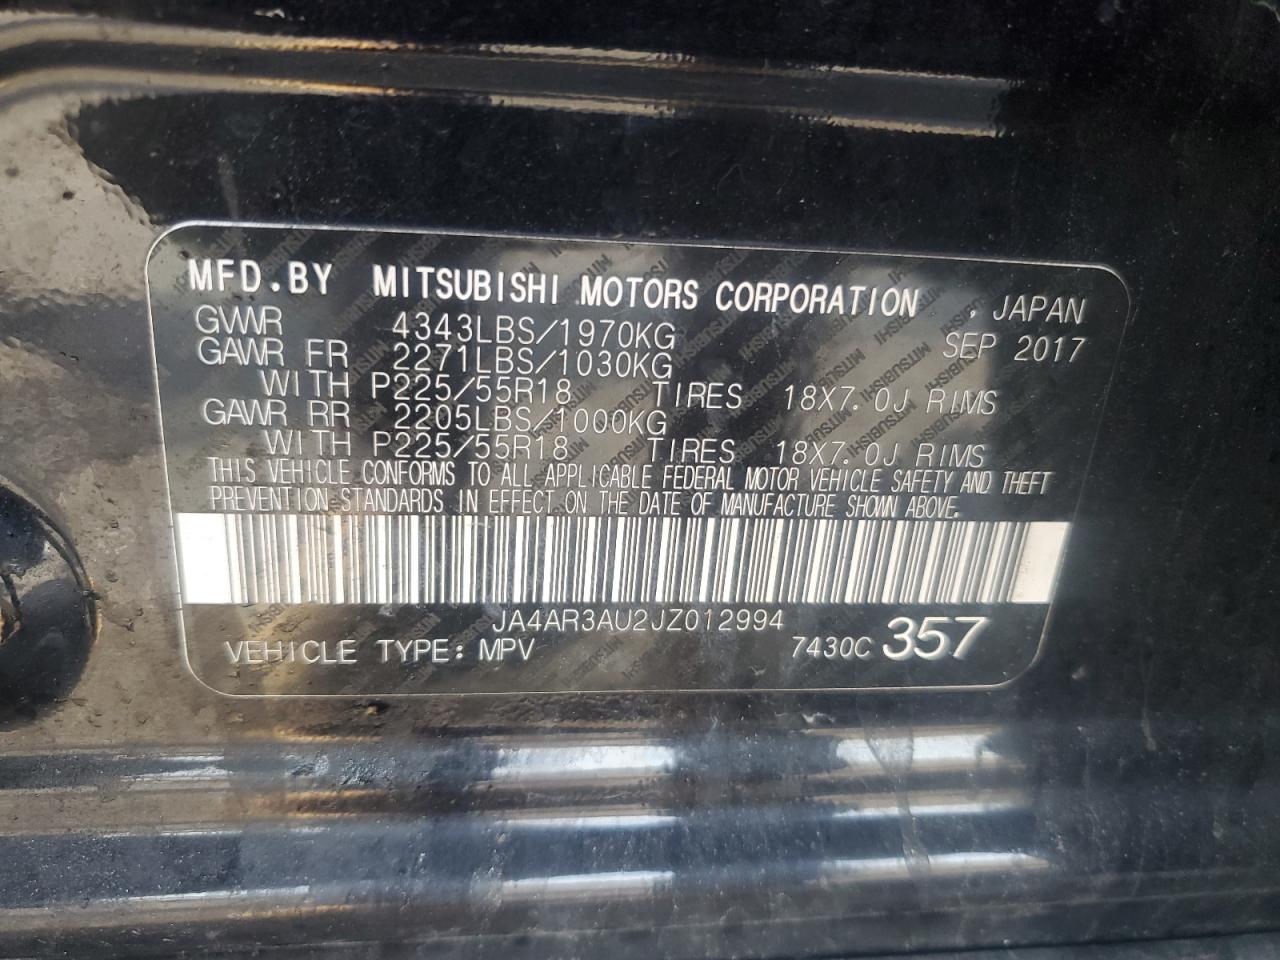 MFD.BY MITSUBISHI MOTORS CORPORATION , JAPAN
GVWR 4343LBS/1970KG SEP 2017
GAWR FR 2271LBS/1030KG
WITH P225/55R18 TIRES 18X7.0J RIMS
GAWR RR 2205LBS/1000KG
WITH P225/55R18 TIRES 18X7.0J RIMS
THIS VEHICLE CONFORMS TO ALL APPLICABLE FEDERAL MOTOR VEHICLE SAFETY AND THEFT
PREVENTION STANDARDS IN EFFECT ON THE DATE OF MANUFACTURE SHOWN ABOVE.
JA4AR3AU2JZ012994
VEHICLE TYPE: MPV 7430C 357